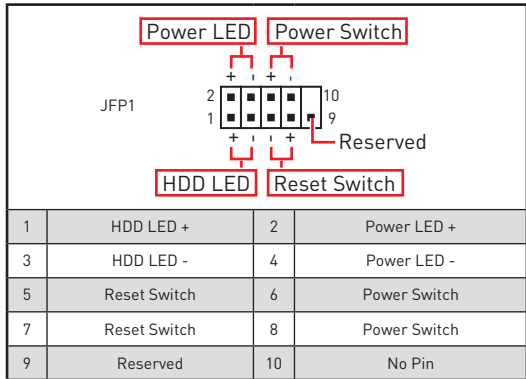 Power LED Power Switch
+ - + -
JFP1
2 10
1 9
+ - - +
Reserved
HDD LED Reset Switch
1 HDD LED + 2 Power LED +
3 HDD LED - 4 Power LED -
5 Reset Switch 6 Power Switch
7 Reset Switch 8 Power Switch
9 Reserved 10 No Pin